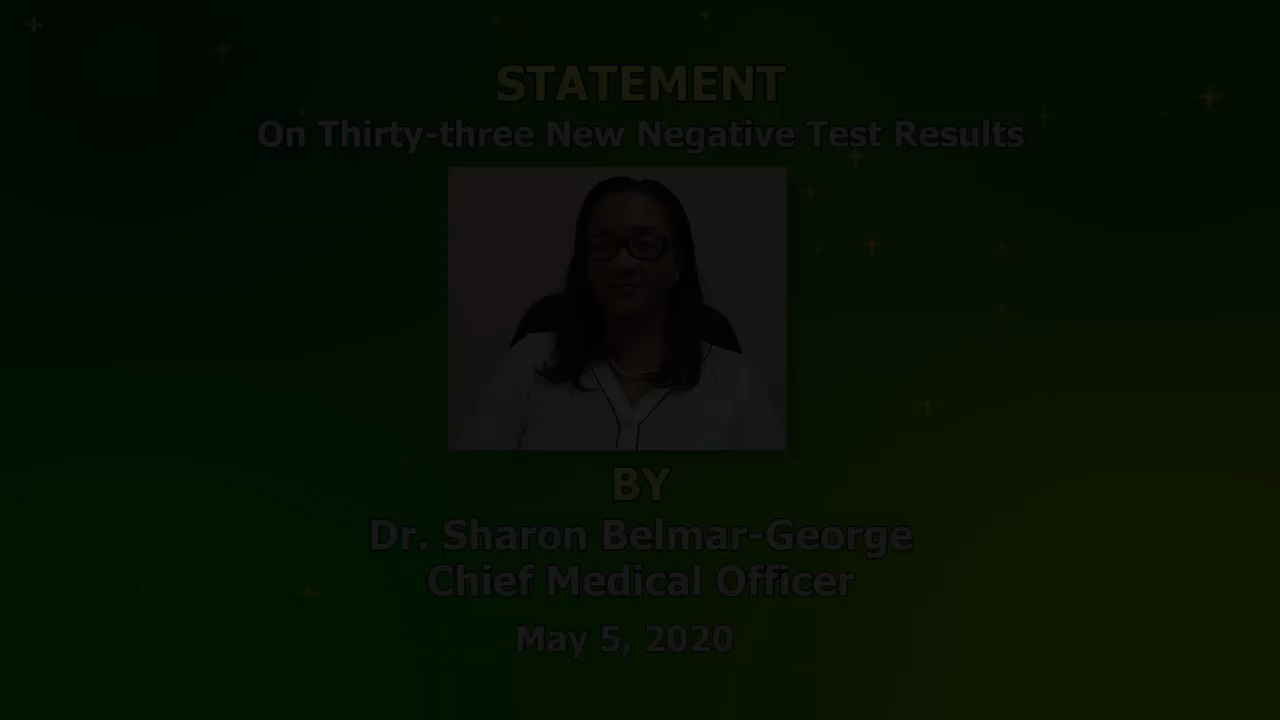 STATEMENT
On Thirty-three New Negative Test Results
BY
Dr. Sharon Belmar-George
Chief Medical Officer
May 5, 2020